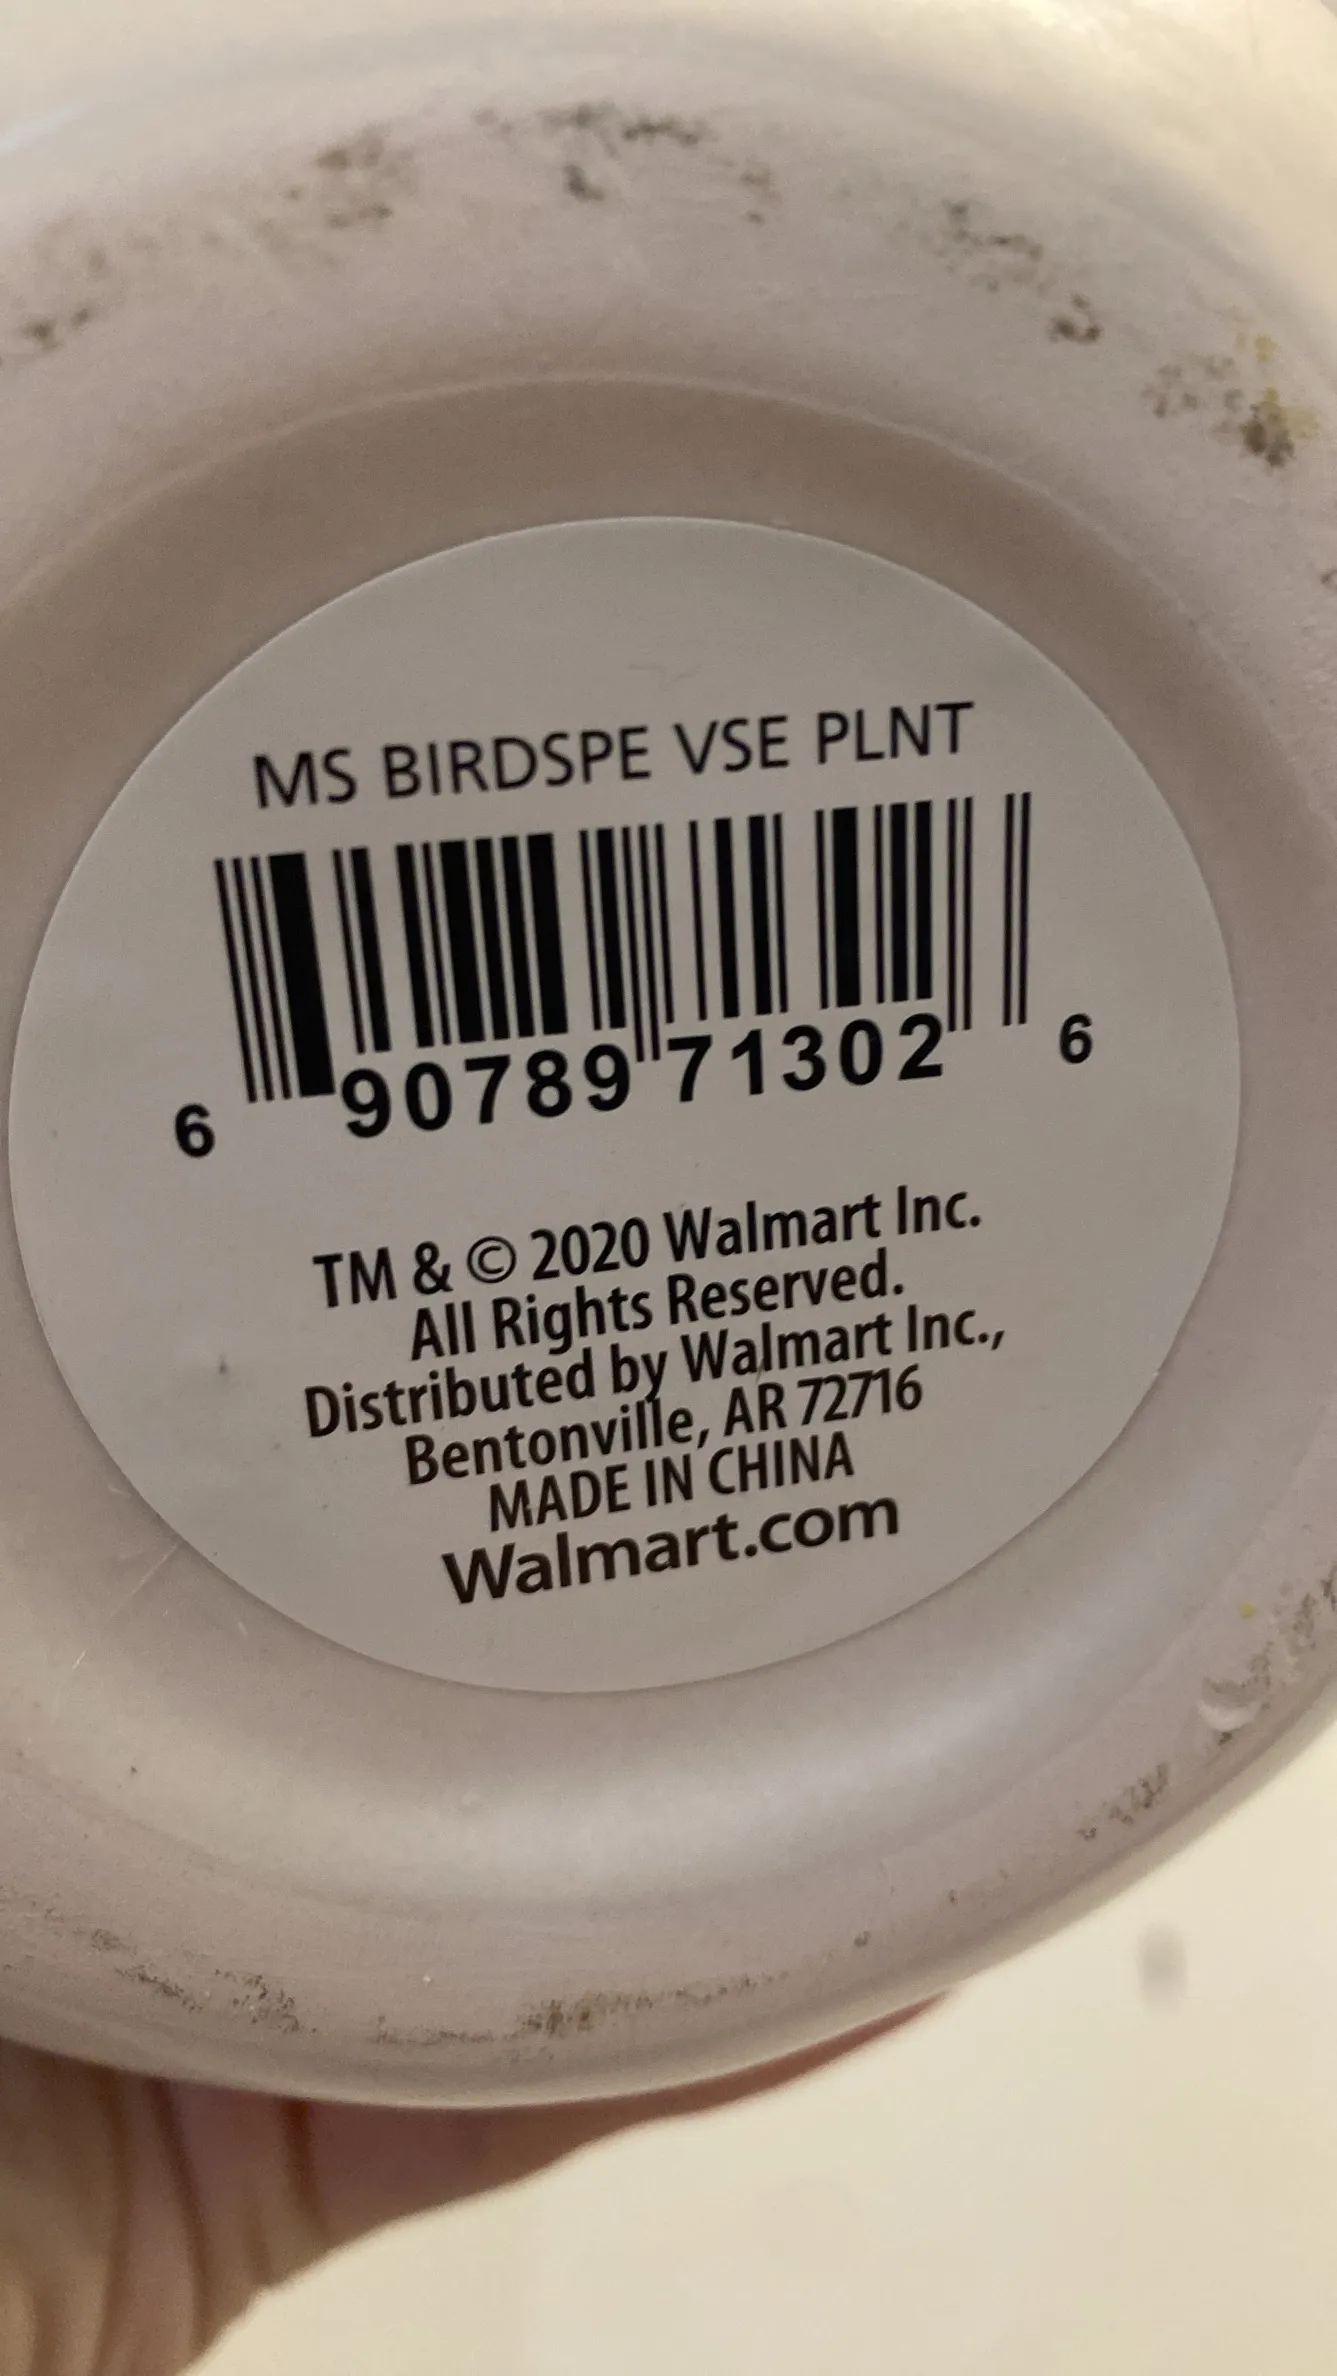 MS BIRDSPE VSE PLNT
6 90789 71302 6
TM & © 2020 Walmart Inc.
All Rights Reserved.
Distributed by Walmart Inc.,
Bentonville, AR 72716
MADE IN CHINA
Walmart.com